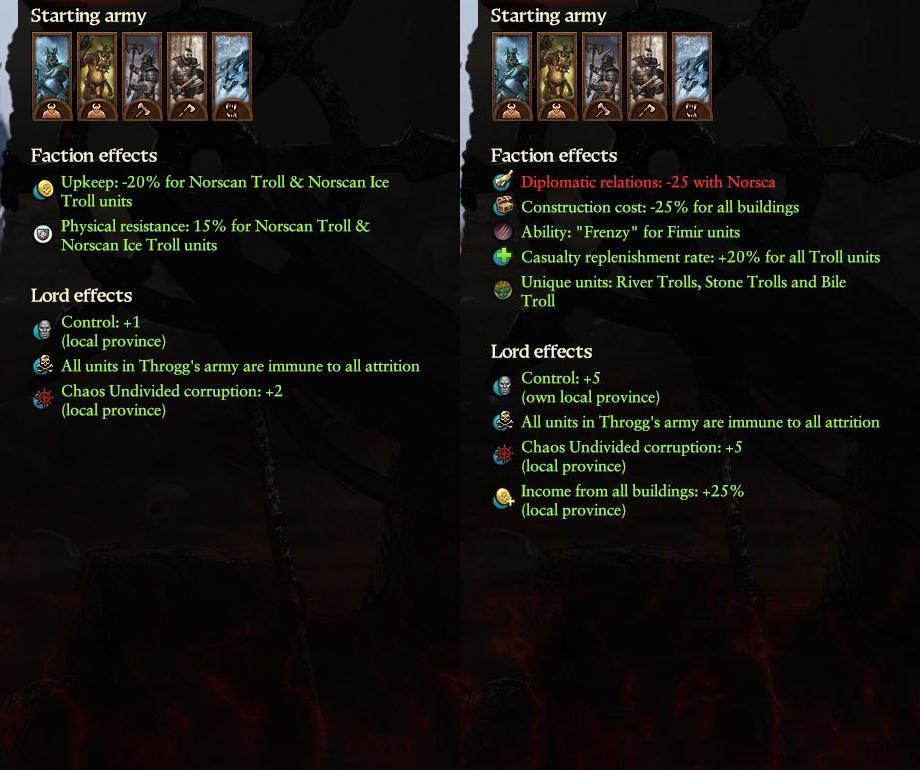 Starting army
Faction effects
Upkeep: -20% for Norscan Troll & Norscan Ice
Troll units
Physical resistance: 15% for Norscan Troll &
Norscan Ice Troll units
Lord effects
Control: +1
(local province)
All units in Throgg's army are immune to all attrition
Chaos Undivided corruption: +2
(local province)
Starting army
Faction effects
Diplomatic relations: -25 with Norsca
Construction cost: -25% for all buildings
Ability: "Frenzy" for Fimir units
Casualty replenishment rate: +20% for all Troll units
Unique units: River Trolls, Stone Trolls and Bile
Troll
Lord effects
Control: +5
(own local province)
All units in Throgg's army are immune to all attrition
Chaos Undivided corruption: +5
(local province)
Income from all buildings: +25%
(local province)